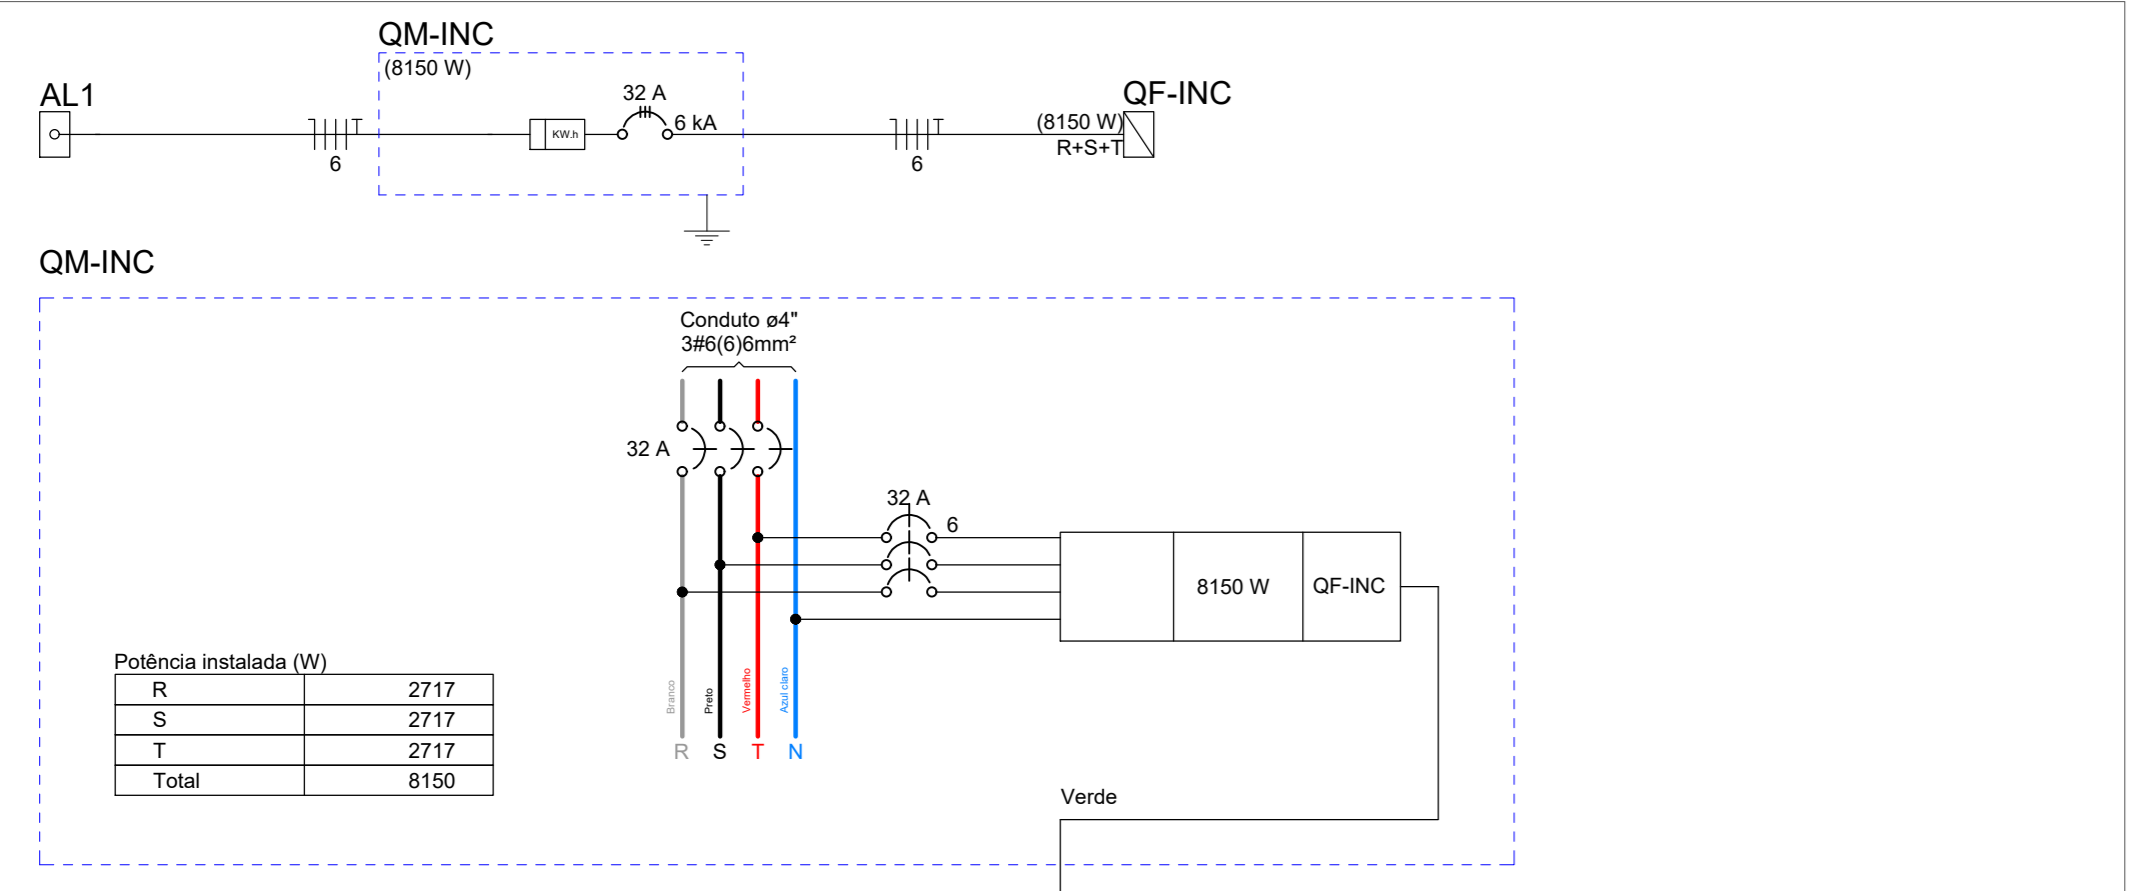 QM-INC
(8150 W)
AL1
32 A
QF-INC
6 kA
(8150 W)
KW.h
R+S+T
6
6
QM-INC
Conduto ø4"
3#6(6)6mm²
32 A
32 A
6
8150 W
QF-INC
Potência instalada (W)
R 2717
S 2717
T 2717
Total 8150
Branco
Preto
Vermelho
Azul claro
R S T N
Verde